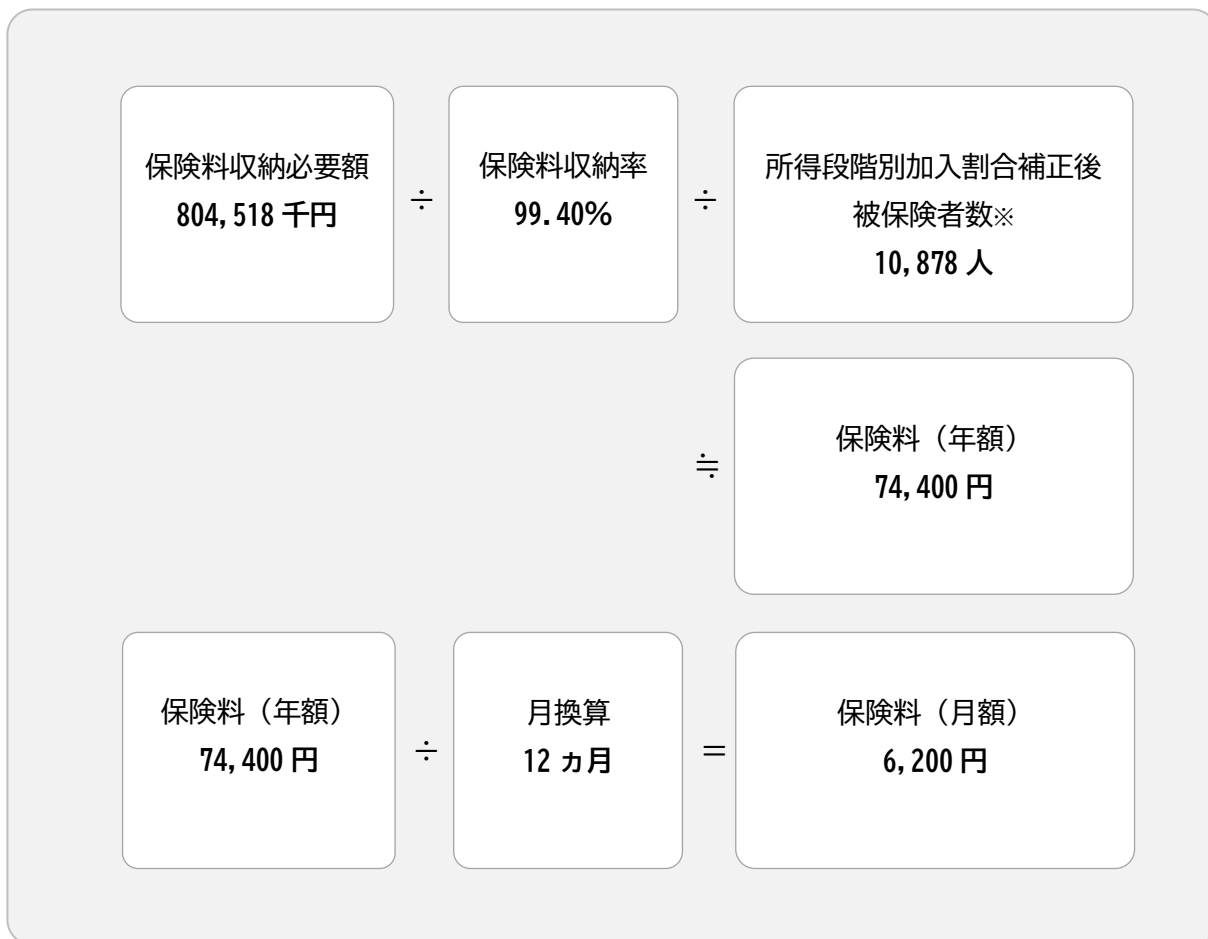 保険料収納必要額
804,518 千円
÷
保険料収納率
99.40%
÷
所得段階別加入割合補正後
被保険者数※
10,878 人
≒
保険料（年額）
74,400 円
保険料（年額）
74,400 円
÷
月換算
12 ヵ月
＝
保険料（月額）
6,200 円